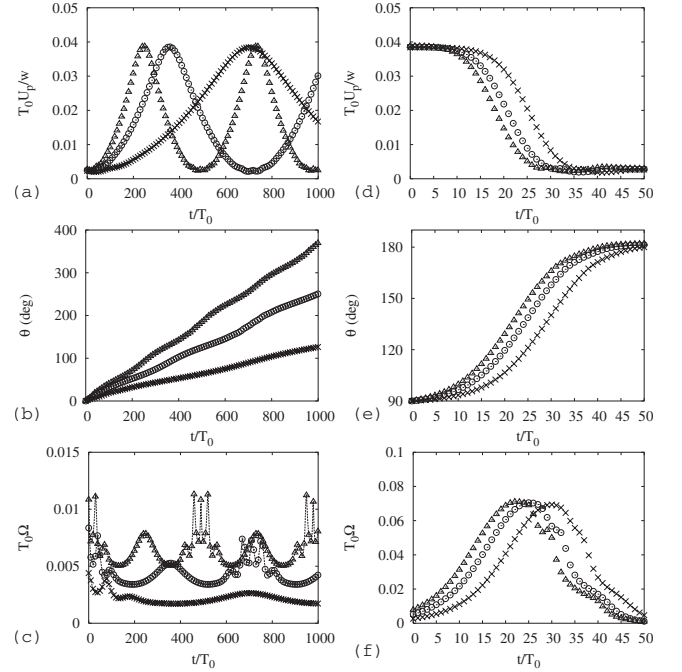 0.05
0.04
0.03
0.02
0.01
0
T₀Uₚ/w
0 200 400 600 800 1000
t/T₀
(a)
0.05
0.04
0.03
0.02
0.01
0
T₀Uₚ/w
0 5 10 15 20 25 30 35 40 45 50
t/T₀
(d)
400
300
200
100
0
θ (deg)
0 200 400 600 800 1000
t/T₀
(b)
180
150
120
90
θ (deg)
0 5 10 15 20 25 30 35 40 45 50
t/T₀
(e)
0.015
0.01
0.005
0
T₀Ω
0 200 400 600 800 1000
t/T₀
(c)
0.1
0.08
0.06
0.04
0.02
0
T₀Ω
0 5 10 15 20 25 30 35 40 45 50
t/T₀
(f)